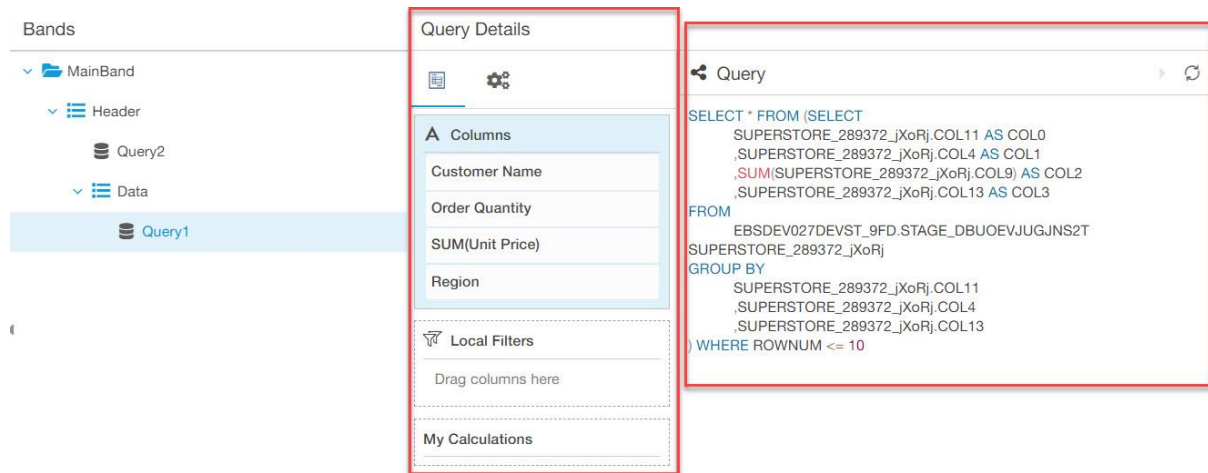 Bands
MainBand
Header
Query2
Data
Query1
Query Details
Columns
Customer Name
Order Quantity
SUM(Unit Price)
Region
Local Filters
Drag columns here
My Calculations
Query
SELECT * FROM (SELECT
SUPERSTORE_289372_jXoRj.COL11 AS COL0
,SUPERSTORE_289372_jXoRj.COL4 AS COL1
,SUM(SUPERSTORE_289372_jXoRj.COL9) AS COL2
,SUPERSTORE_289372_jXoRj.COL13 AS COL3
FROM
EBSDEV027DEVST_9FD.STAGE_DBUOEVJUGJNS2T
SUPERSTORE_289372_jXoRj
GROUP BY
SUPERSTORE_289372_jXoRj.COL11
,SUPERSTORE_289372_jXoRj.COL4
,SUPERSTORE_289372_jXoRj.COL13
) WHERE ROWNUM <= 10